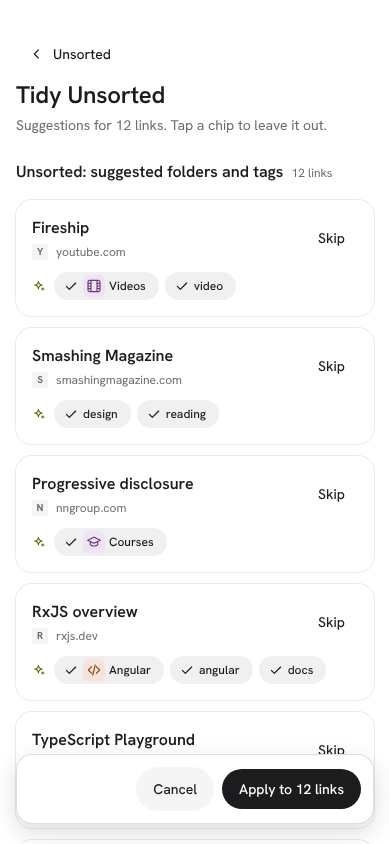 Unsorted
Tidy Unsorted
Suggestions for 12 links. Tap a chip to leave it out.
Unsorted: suggested folders and tags 12 links
Fireship
Skip
Y youtube.com
Videos video
Smashing Magazine
Skip
S smashingmagazine.com
design reading
Progressive disclosure
Skip
N nngroup.com
Courses
RxJS overview
Skip
R rxjs.dev
Angular angular docs
TypeScript Playground
Skip
Cancel Apply to 12 links